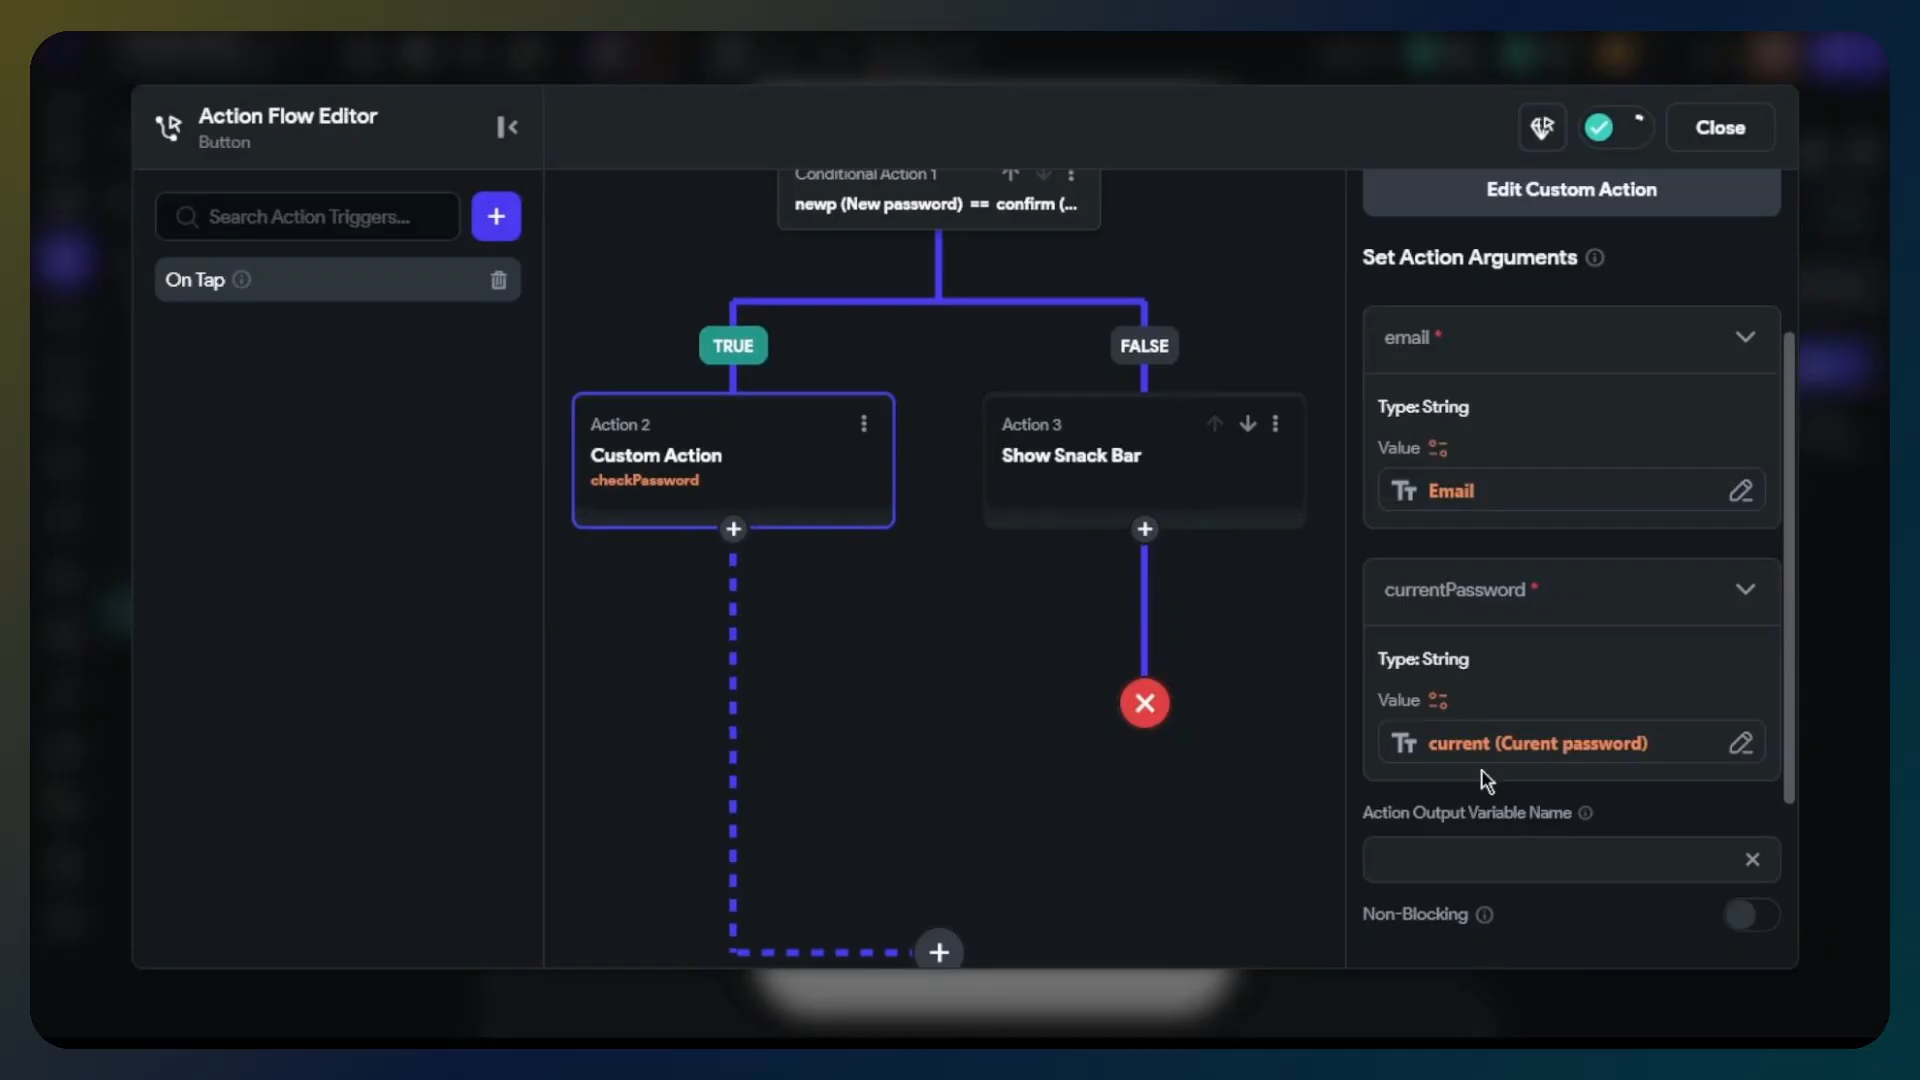 Action Flow Editor
Button
Close
Search Action Triggers...
On Tap
Conditional Action 1
newp (New password) == confirm (...
TRUE
FALSE
Action 2
Custom Action
checkPassword
Action 3
Show Snack Bar
Edit Custom Action
Set Action Arguments
email *
Type: String
Value
Email
currentPassword *
Type: String
Value
current (Curent password)
Action Output Variable Name
Non-Blocking